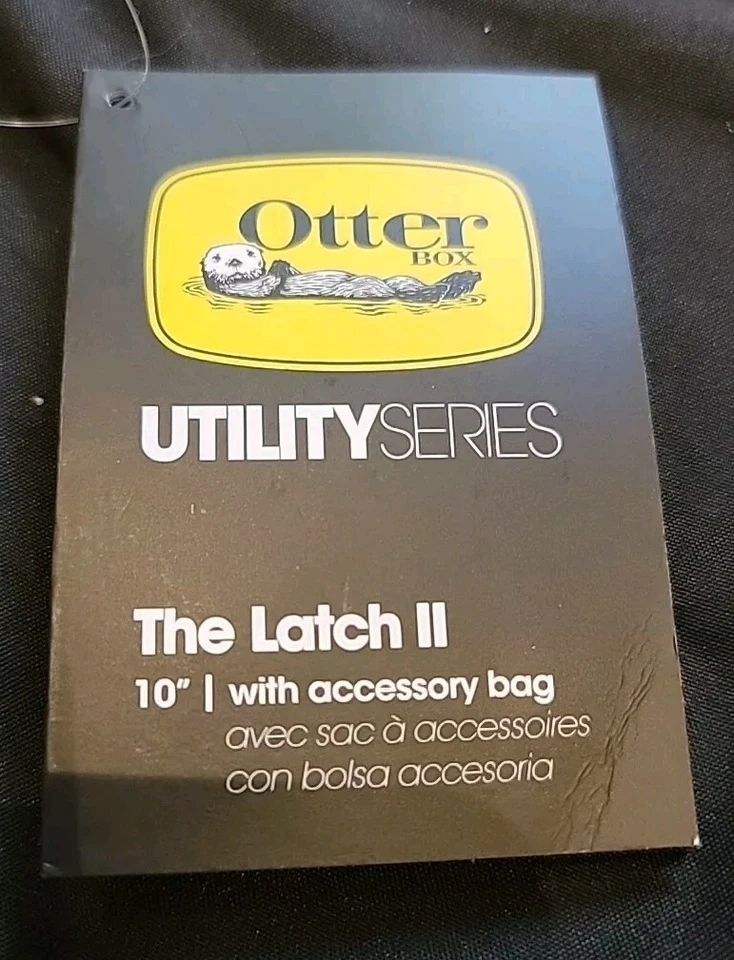 Otter
BOX
UTILITYSERIES
The Latch II
10" | with accessory bag
avec sac à accessoires
con bolsa accesoria